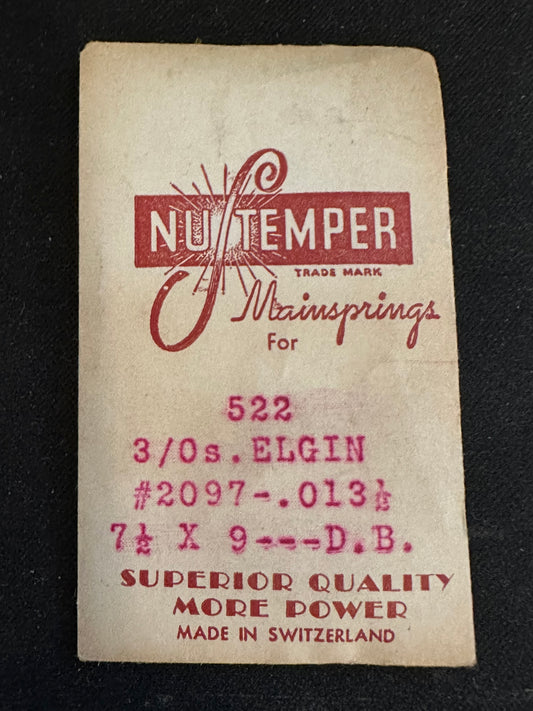 NU TEMPER
TRADE MARK
Mainsprings
For
522
3/0s.ELGIN
#2097-.013½
7½ X 9---D.B.
SUPERIOR QUALITY
MORE POWER
MADE IN SWITZERLAND